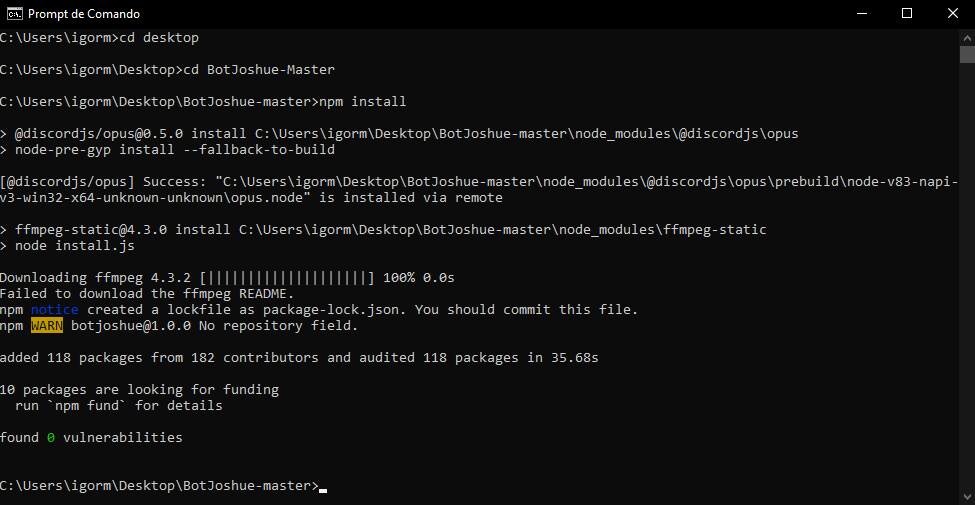 Prompt de Comando
C:\Users\igorm>cd desktop
C:\Users\igorm\Desktop>cd BotJoshue-Master
C:\Users\igorm\Desktop\BotJoshue-master>npm install
> @discordjs/opus@0.5.0 install C:\Users\igorm\Desktop\BotJoshue-master\node_modules\@discordjs\opus
> node-pre-gyp install --fallback-to-build
[@discordjs/opus] Success: "C:\Users\igorm\Desktop\BotJoshue-master\node_modules\@discordjs\opus\prebuild\node-v83-napi-
v3-win32-x64-unknown-unknown\opus.node" is installed via remote
> ffmpeg-static@4.3.0 install C:\Users\igorm\Desktop\BotJoshue-master\node_modules\ffmpeg-static
> node install.js
Downloading ffmpeg 4.3.2 [||||||||||||||||||||] 100% 0.0s
Failed to download the ffmpeg README.
npm notice created a lockfile as package-lock.json. You should commit this file.
npm WARN botjoshue@1.0.0 No repository field.
added 118 packages from 182 contributors and audited 118 packages in 35.68s
10 packages are looking for funding
run `npm fund` for details
found 0 vulnerabilities
C:\Users\igorm\Desktop\BotJoshue-master>